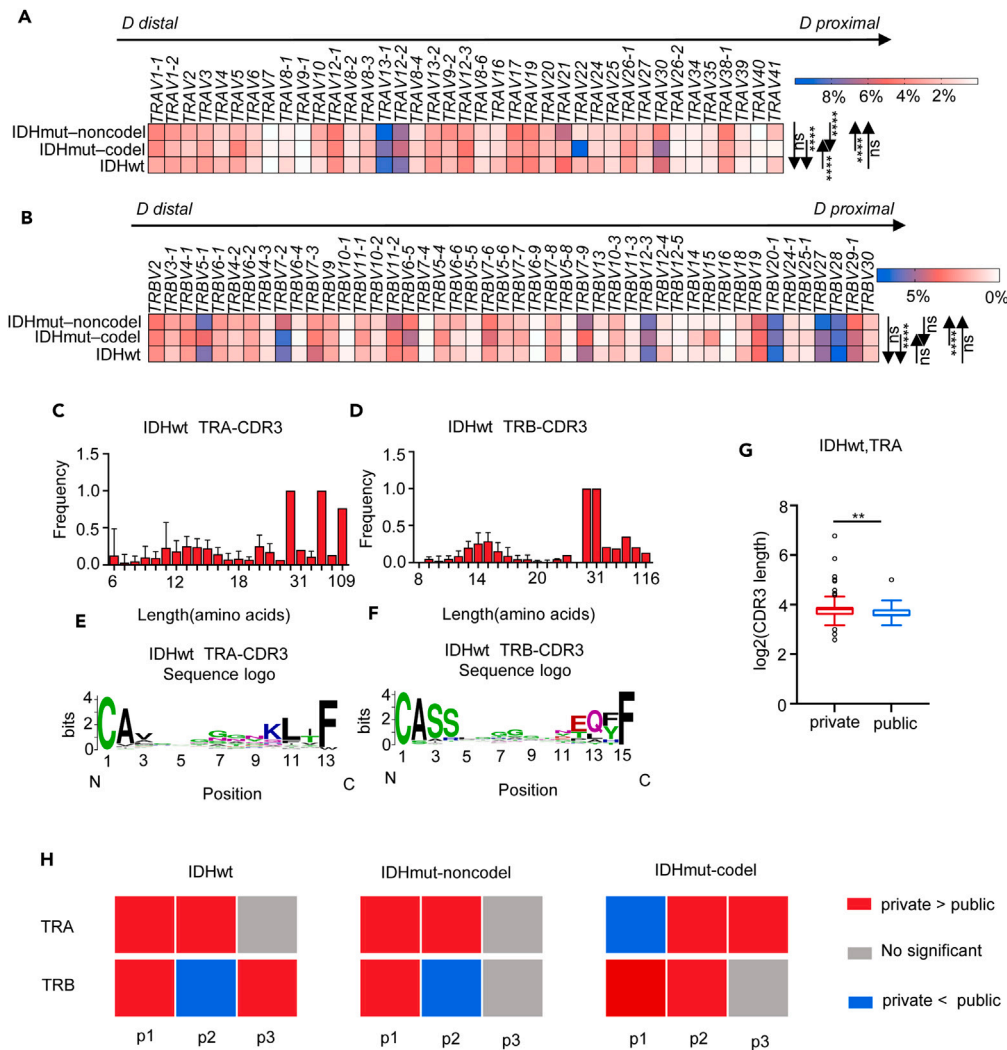 A
D distal
D proximal
TRAV1-1
TRAV1-2
TRAV2
TRAV3
TRAV4
TRAV5
TRAV6
TRAV7
TRAV8-1
TRAV9-1
TRAV10
TRAV12-1
TRAV8-2
TRAV8-3
TRAV13-1
TRAV12-2
TRAV8-4
TRAV13-2
TRAV9-2
TRAV12-3
TRAV8-6
TRAV16
TRAV17
TRAV19
TRAV20
TRAV21
TRAV22
TRAV24
TRAV25
TRAV26-1
TRAV27
TRAV30
TRAV26-2
TRAV34
TRAV35
TRAV38-1
TRAV39
TRAV40
TRAV41
8% 6% 4% 2%
IDHmut–noncodel
IDHmut–codel
IDHwt
ns
****
****
****
****
ns
B
D distal
D proximal
TRBV2
TRBV3-1
TRBV4-1
TRBV5-1
TRBV6-1
TRBV4-2
TRBV6-2
TRBV4-3
TRBV7-2
TRBV6-4
TRBV7-3
TRBV9
TRBV10-1
TRBV11-1
TRBV10-2
TRBV11-2
TRBV6-5
TRBV7-4
TRBV5-4
TRBV6-6
TRBV5-5
TRBV7-6
TRBV5-6
TRBV7-7
TRBV6-9
TRBV7-8
TRBV5-8
TRBV7-9
TRBV13
TRBV10-3
TRBV11-3
TRBV12-3
TRBV12-4
TRBV12-5
TRBV14
TRBV15
TRBV16
TRBV18
TRBV19
TRBV20-1
TRBV24-1
TRBV25-1
TRBV27
TRBV28
TRBV29-1
TRBV30
5% 0%
IDHmut–noncodel
IDHmut–codel
IDHwt
ns
****
ns
ns
****
ns
C
IDHwt TRA-CDR3
Frequency
1.5
1.0
0.5
0.0
6 12 18 31 109
Length(amino acids)
D
IDHwt TRB-CDR3
Frequency
1.5
1.0
0.5
0.0
8 14 20 31 116
Length(amino acids)
E
IDHwt TRA-CDR3
Sequence logo
bits
4
2
0
CA KL F
1 3 5 7 9 11 13
N
Position
C
F
IDHwt TRB-CDR3
Sequence logo
bits
4
2
0
CASS EQ F
1 3 5 7 9 11 13 15
N
Position
C
G
IDHwt,TRA
**
log2(CDR3 length)
8
6
4
2
0
private public
H
IDHwt IDHmut-noncodel IDHmut-codel
TRA
TRB
p1 p2 p3 p1 p2 p3 p1 p2 p3
private > public
No significant
private < public